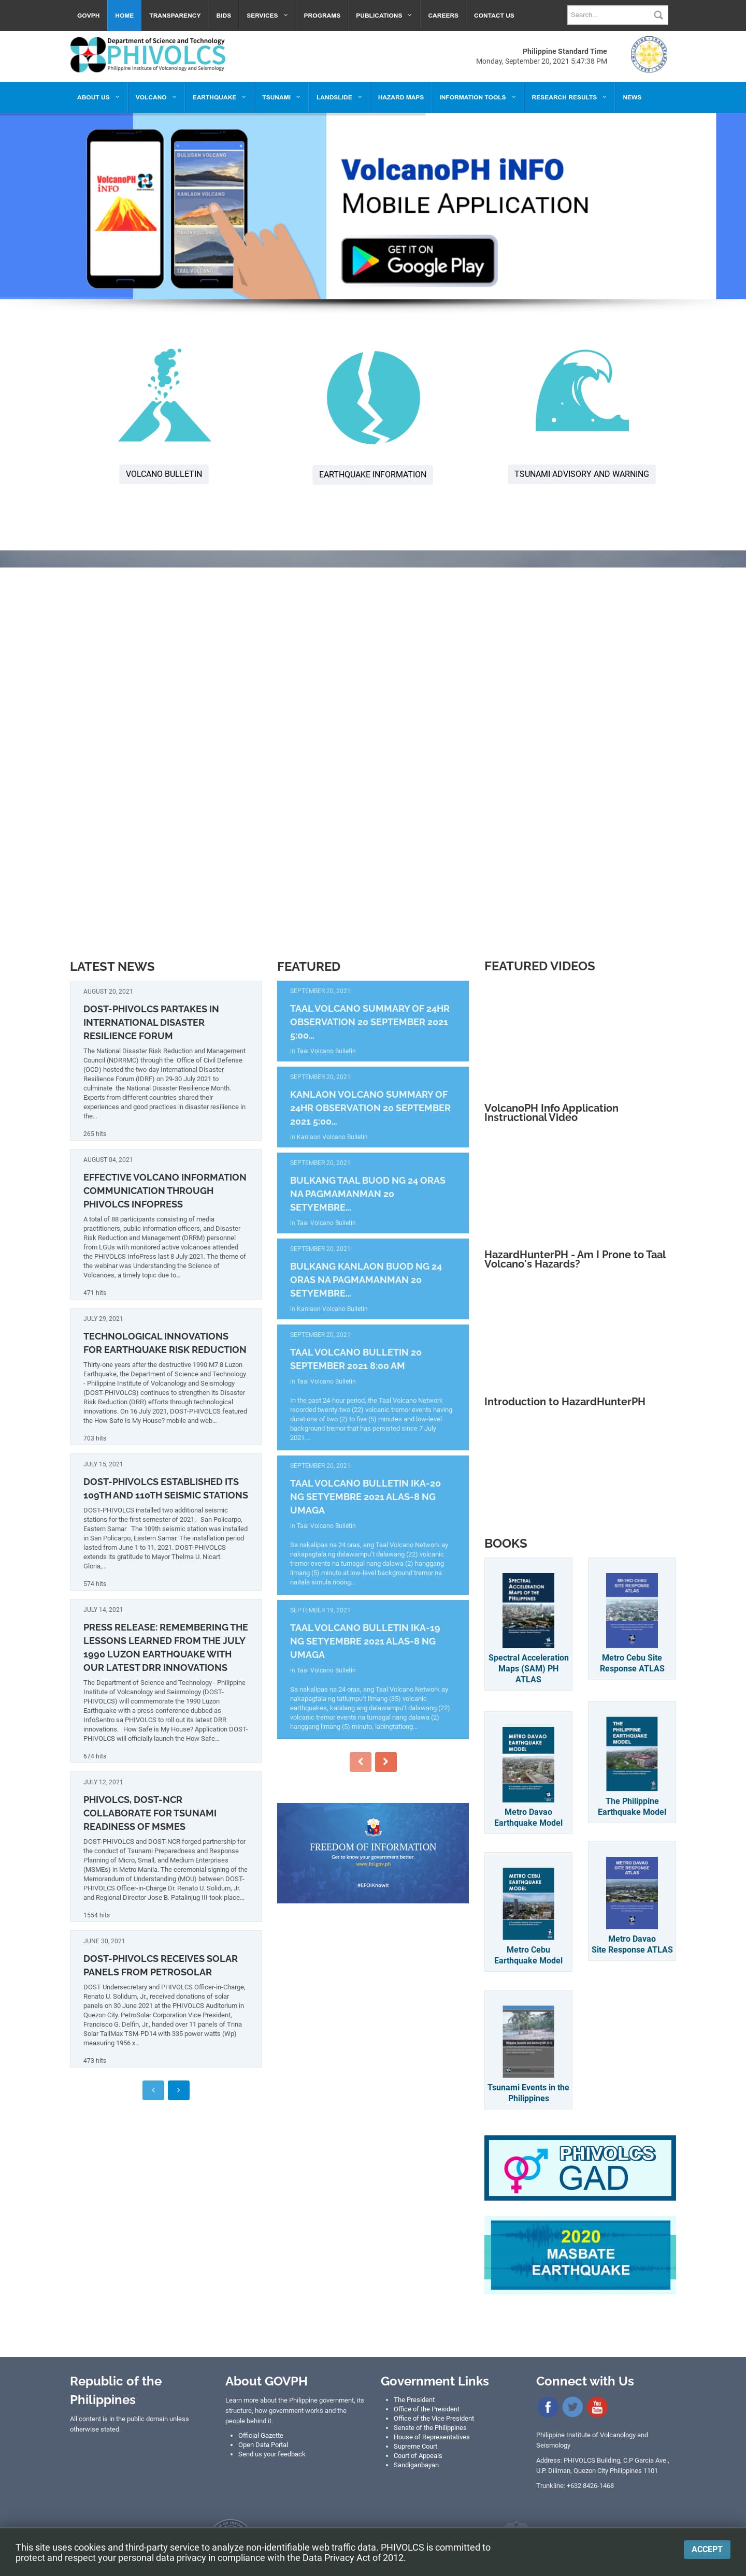 GOVPH HOME TRANSPARENCY BIDS SERVICES PROGRAMS PUBLICATIONS CAREERS CONTACT US Search...
Department of Science and Technology
PHIVOLCS
Philippine Institute of Volcanology and Seismology
Philippine Standard Time
Monday, September 20, 2021 5:47:38 PM
ABOUT US VOLCANO EARTHQUAKE TSUNAMI LANDSLIDE HAZARD MAPS INFORMATION TOOLS RESEARCH RESULTS NEWS
VolcanoPH
iNFO
BULUSAN VOLCANO
KANLAON VOLCANO
TAAL VOLCANO
VolcanoPH iNFO
Mobile Application
GET IT ON
Google Play
VOLCANO BULLETIN
EARTHQUAKE INFORMATION
TSUNAMI ADVISORY AND WARNING
LATEST NEWS
AUGUST 20, 2021
DOST-PHIVOLCS PARTAKES IN
INTERNATIONAL DISASTER
RESILIENCE FORUM
The National Disaster Risk Reduction and Management
Council (NDRRMC) through the Office of Civil Defense
(OCD) hosted the two-day International Disaster
Resilience Forum (IDRF) on 29-30 July 2021 to
culminate the National Disaster Resilience Month.
Experts from different countries shared their
experiences and good practices in disaster resilience in
the...
265 hits
AUGUST 04, 2021
EFFECTIVE VOLCANO INFORMATION
COMMUNICATION THROUGH
PHIVOLCS INFOPRESS
A total of 88 participants consisting of media
practitioners, public information officers, and Disaster
Risk Reduction and Management (DRRM) personnel
from LGUs with monitored active volcanoes attended
the PHIVOLCS InfoPress last 8 July 2021. The theme of
the webinar was Understanding the Science of
Volcanoes, a timely topic due to...
471 hits
JULY 29, 2021
TECHNOLOGICAL INNOVATIONS
FOR EARTHQUAKE RISK REDUCTION
Thirty-one years after the destructive 1990 M7.8 Luzon
Earthquake, the Department of Science and Technology
- Philippine Institute of Volcanology and Seismology
(DOST-PHIVOLCS) continues to strengthen its Disaster
Risk Reduction (DRR) efforts through technological
innovations. On 16 July 2021, DOST-PHIVOLCS featured
the How Safe Is My House? mobile and web...
703 hits
JULY 15, 2021
DOST-PHIVOLCS ESTABLISHED ITS
109TH AND 110TH SEISMIC STATIONS
DOST-PHIVOLCS installed two additional seismic
stations for the first semester of 2021. San Policarpo,
Eastern Samar The 109th seismic station was installed
in San Policarpo, Eastern Samar. The installation period
lasted from June 1 to 11, 2021. DOST-PHIVOLCS
extends its gratitude to Mayor Thelma U. Nicart.
Gloria,...
574 hits
JULY 14, 2021
PRESS RELEASE: REMEMBERING THE
LESSONS LEARNED FROM THE JULY
1990 LUZON EARTHQUAKE WITH
OUR LATEST DRR INNOVATIONS
The Department of Science and Technology - Philippine
Institute of Volcanology and Seismology (DOST-
PHIVOLCS) will commemorate the 1990 Luzon
Earthquake with a press conference dubbed as
InfoSentro sa PHIVOLCS to roll out its latest DRR
innovations. How Safe is My House? Application DOST-
PHIVOLCS will officially launch the How Safe...
674 hits
JULY 12, 2021
PHIVOLCS, DOST-NCR
COLLABORATE FOR TSUNAMI
READINESS OF MSMES
DOST-PHIVOLCS and DOST-NCR forged partnership for
the conduct of Tsunami Preparedness and Response
Planning of Micro, Small, and Medium Enterprises
(MSMEs) in Metro Manila. The ceremonial signing of the
Memorandum of Understanding (MOU) between DOST-
PHIVOLCS Officer-in-Charge Dr. Renato U. Solidum, Jr.
and Regional Director Jose B. Patalinjug III took place...
1554 hits
JUNE 30, 2021
DOST-PHIVOLCS RECEIVES SOLAR
PANELS FROM PETROSOLAR
DOST Undersecretary and PHIVOLCS Officer-in-Charge,
Renato U. Solidum, Jr., received donations of solar
panels on 30 June 2021 at the PHIVOLCS Auditorium in
Quezon City. PetroSolar Corporation Vice President,
Francisco G. Delfin, Jr., handed over 11 panels of Trina
Solar TallMax TSM-PD14 with 335 power watts (Wp)
measuring 1956 x...
473 hits
FEATURED
SEPTEMBER 20, 2021
TAAL VOLCANO SUMMARY OF 24HR
OBSERVATION 20 SEPTEMBER 2021
5:00...
in Taal Volcano Bulletin
SEPTEMBER 20, 2021
KANLAON VOLCANO SUMMARY OF
24HR OBSERVATION 20 SEPTEMBER
2021 5:00...
in Kanlaon Volcano Bulletin
SEPTEMBER 20, 2021
BULKANG TAAL BUOD NG 24 ORAS
NA PAGMAMANMAN 20
SETYEMBRE...
in Taal Volcano Bulletin
SEPTEMBER 20, 2021
BULKANG KANLAON BUOD NG 24
ORAS NA PAGMAMANMAN 20
SETYEMBRE...
in Kanlaon Volcano Bulletin
SEPTEMBER 20, 2021
TAAL VOLCANO BULLETIN 20
SEPTEMBER 2021 8:00 AM
in Taal Volcano Bulletin
In the past 24-hour period, the Taal Volcano Network
recorded twenty-two (22) volcanic tremor events having
durations of two (2) to five (5) minutes and low-level
background tremor that has persisted since 7 July
2021....
SEPTEMBER 20, 2021
TAAL VOLCANO BULLETIN IKA-20
NG SETYEMBRE 2021 ALAS-8 NG
UMAGA
in Taal Volcano Bulletin
Sa nakalipas na 24 oras, ang Taal Volcano Network ay
nakapagtala ng dalawampu't dalawang (22) volcanic
tremor events na tumagal nang dalawa (2) hanggang
limang (5) minuto at low-level background tremor na
naitala simula noong...
SEPTEMBER 19, 2021
TAAL VOLCANO BULLETIN IKA-19
NG SETYEMBRE 2021 ALAS-8 NG
UMAGA
in Taal Volcano Bulletin
Sa nakalipas na 24 oras, ang Taal Volcano Network ay
nakapagtala ng tatlumpu't limang (35) volcanic
earthquakes, kabilang ang dalawampu't dalawang (22)
volcanic tremor events na tumagal nang dalawa (2)
hanggang limang (5) minuto, labingtatlong...
FREEDOM OF INFORMATION
Get to know your government better.
www.foi.gov.ph
#EFOIKnowIt
FEATURED VIDEOS
VolcanoPH Info Application
Instructional Video
HazardHunterPH - Am I Prone to Taal
Volcano's Hazards?
Introduction to HazardHunterPH
BOOKS
SPECTRAL
ACCELERATION
MAPS OF THE
PHILIPPINES
Spectral Acceleration
Maps (SAM) PH
ATLAS
METRO CEBU
SITE RESPONSE
ATLAS
Metro Cebu Site
Response ATLAS
METRO DAVAO
EARTHQUAKE
MODEL
Metro Davao
Earthquake Model
THE
PHILIPPINE
EARTHQUAKE
MODEL
The Philippine
Earthquake Model
METRO CEBU
EARTHQUAKE
MODEL
Metro Cebu
Earthquake Model
METRO DAVAO
SITE RESPONSE
ATLAS
Metro Davao
Site Response ATLAS
Tsunami Events in the
Philippines
PHIVOLCS
GAD
2020
MASBATE
EARTHQUAKE
Republic of the
Philippines
All content is in the public domain unless
otherwise stated.
About GOVPH
Learn more about the Philippine government, its
structure, how government works and the
people behind it.
Official Gazette
Open Data Portal
Send us your feedback
Government Links
The President
Office of the President
Office of the Vice President
Senate of the Philippines
House of Representatives
Supreme Court
Court of Appeals
Sandiganbayan
Connect with Us
You
Tube
Philippine Institute of Volcanology and
Seismology
Address: PHIVOLCS Building, C.P Garcia Ave.,
U.P. Diliman, Quezon City Philippines 1101
Trunkline: +632 8426-1468
This site uses cookies and third-party service to analyze non-identifiable web traffic data. PHIVOLCS is committed to
protect and respect your personal data privacy in compliance with the Data Privacy Act of 2012.
ACCEPT